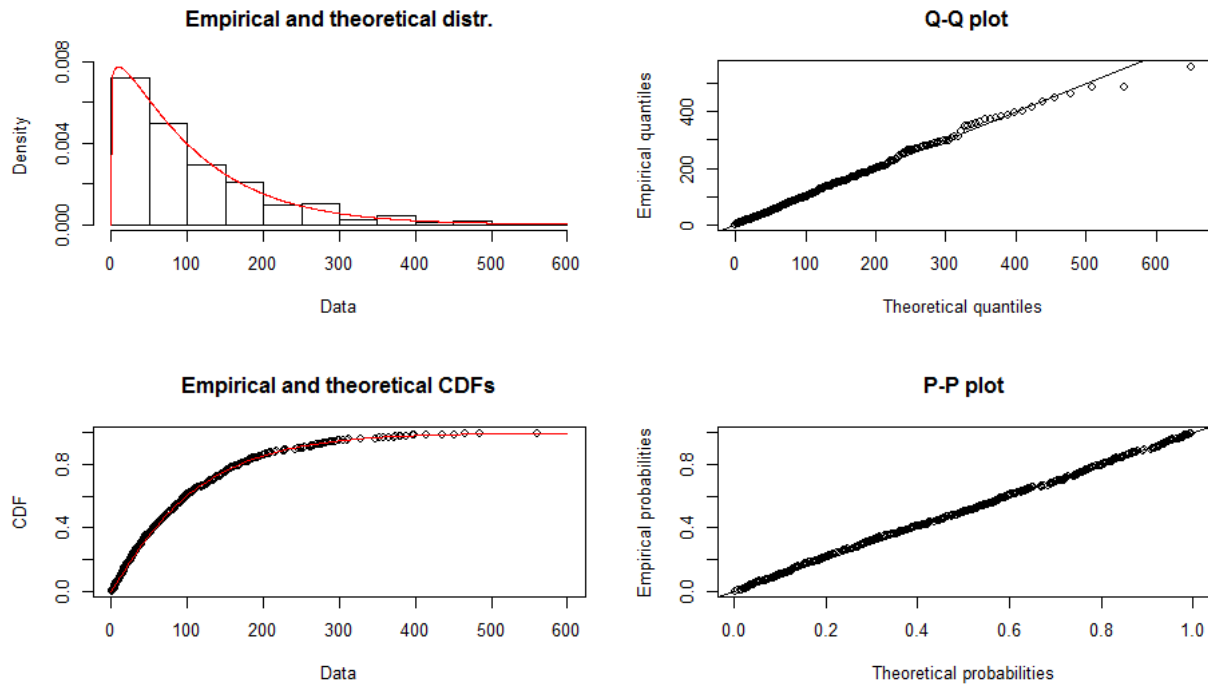 Empirical and theoretical distr.
Density
0.000 0.004 0.008
0 100 200 300 400 500 600
Data
Q-Q plot
Empirical quantiles
0 200 400
0 100 200 300 400 500 600
Theoretical quantiles
Empirical and theoretical CDFs
CDF
0.0 0.4 0.8
0 100 200 300 400 500 600
Data
P-P plot
Empirical probabilities
0.0 0.4 0.8
0.0 0.2 0.4 0.6 0.8 1.0
Theoretical probabilities